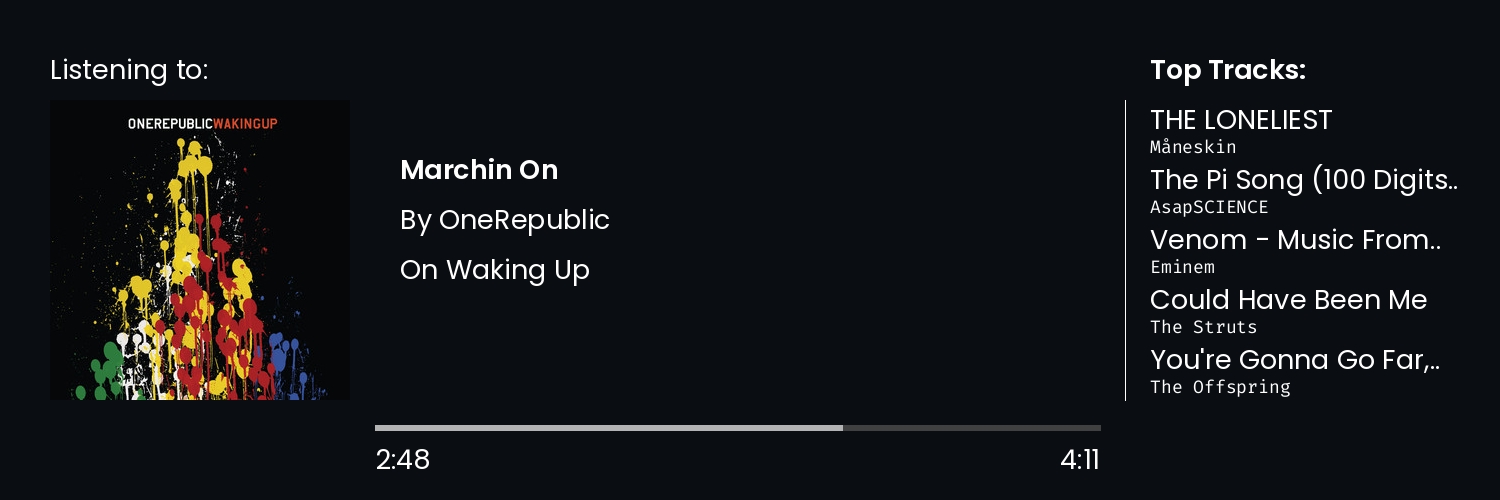 Listening to:
ONEREPUBLICWAKINGUP
Marchin On
By OneRepublic
On Waking Up
2:48
4:11
Top Tracks:
THE LONELIEST
Måneskin
The Pi Song (100 Digits..
AsapSCIENCE
Venom - Music From..
Eminem
Could Have Been Me
The Struts
You're Gonna Go Far,..
The Offspring